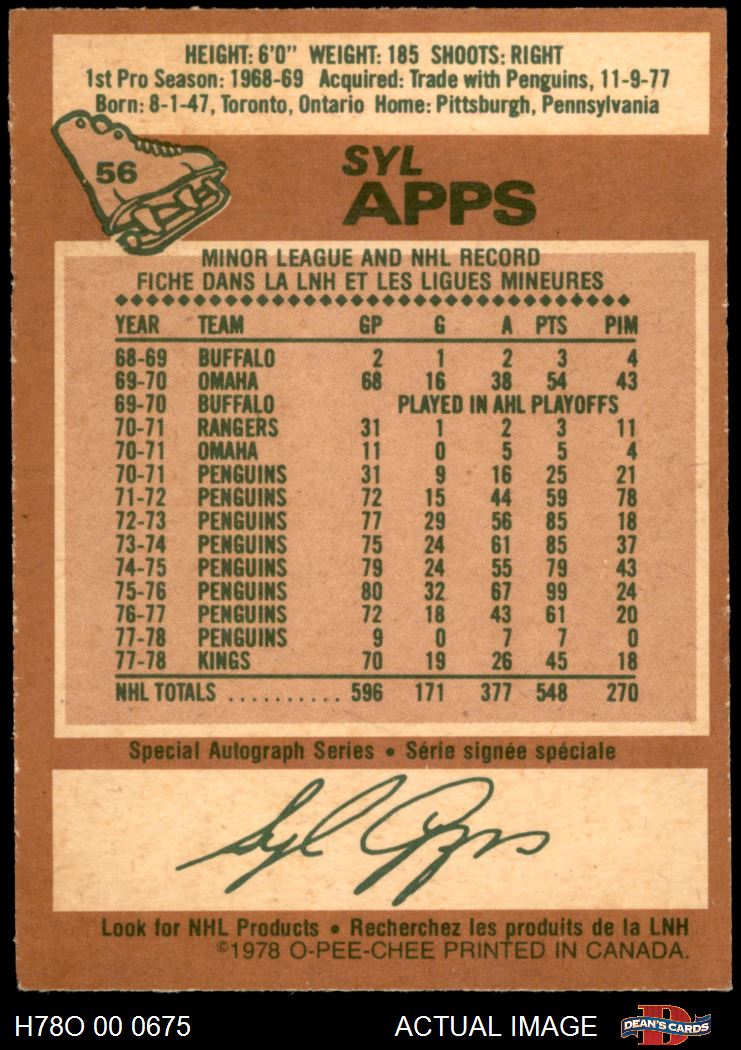 HEIGHT: 6'0" WEIGHT: 185 SHOOTS: RIGHT
1st Pro Season: 1968-69 Acquired: Trade with Penguins, 11-9-77
Born: 8-1-47, Toronto, Ontario Home: Pittsburgh, Pennsylvania
56
SYL
APPS
MINOR LEAGUE AND NHL RECORD
FICHE DANS LA LNH ET LES LIGUES MINEURES
YEAR TEAM GP G A PTS PIM
68-69 BUFFALO 2 1 2 3 4
69-70 OMAHA 68 16 38 54 43
69-70 BUFFALO PLAYED IN AHL PLAYOFFS
70-71 RANGERS 31 1 2 3 11
70-71 OMAHA 11 0 5 5 4
70-71 PENGUINS 31 9 16 25 21
71-72 PENGUINS 72 15 44 59 78
72-73 PENGUINS 77 29 56 85 18
73-74 PENGUINS 75 24 61 85 37
74-75 PENGUINS 79 24 55 79 43
75-76 PENGUINS 80 32 67 99 24
76-77 PENGUINS 72 18 43 61 20
77-78 PENGUINS 9 0 7 7 0
77-78 KINGS 70 19 26 45 18
NHL TOTALS .......... 596 171 377 548 270
Special Autograph Series • Série signée spéciale
Syl Apps
Look for NHL Products • Recherchez les produits de la LNH
©1978 O-PEE-CHEE PRINTED IN CANADA.
H78O 00 0675 ACTUAL IMAGE D DEAN'S CARDS